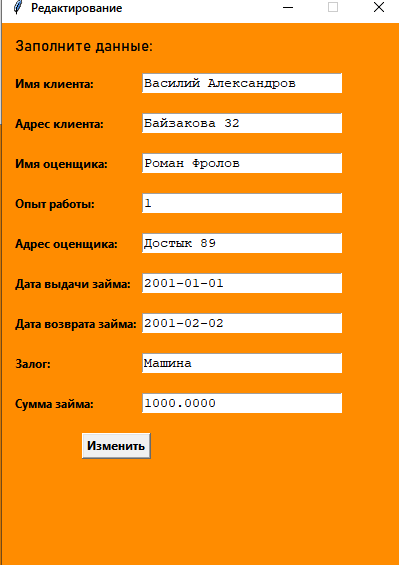 Редактирование
Заполните данные:
Имя клиента: Василий Александров
Адрес клиента: Байзакова 32
Имя оценщика: Роман Фролов
Опыт работы: 1
Адрес оценщика: Достык 89
Дата выдачи займа: 2001-01-01
Дата возврата займа: 2001-02-02
Залог: Машина
Сумма займа: 1000.0000
Изменить